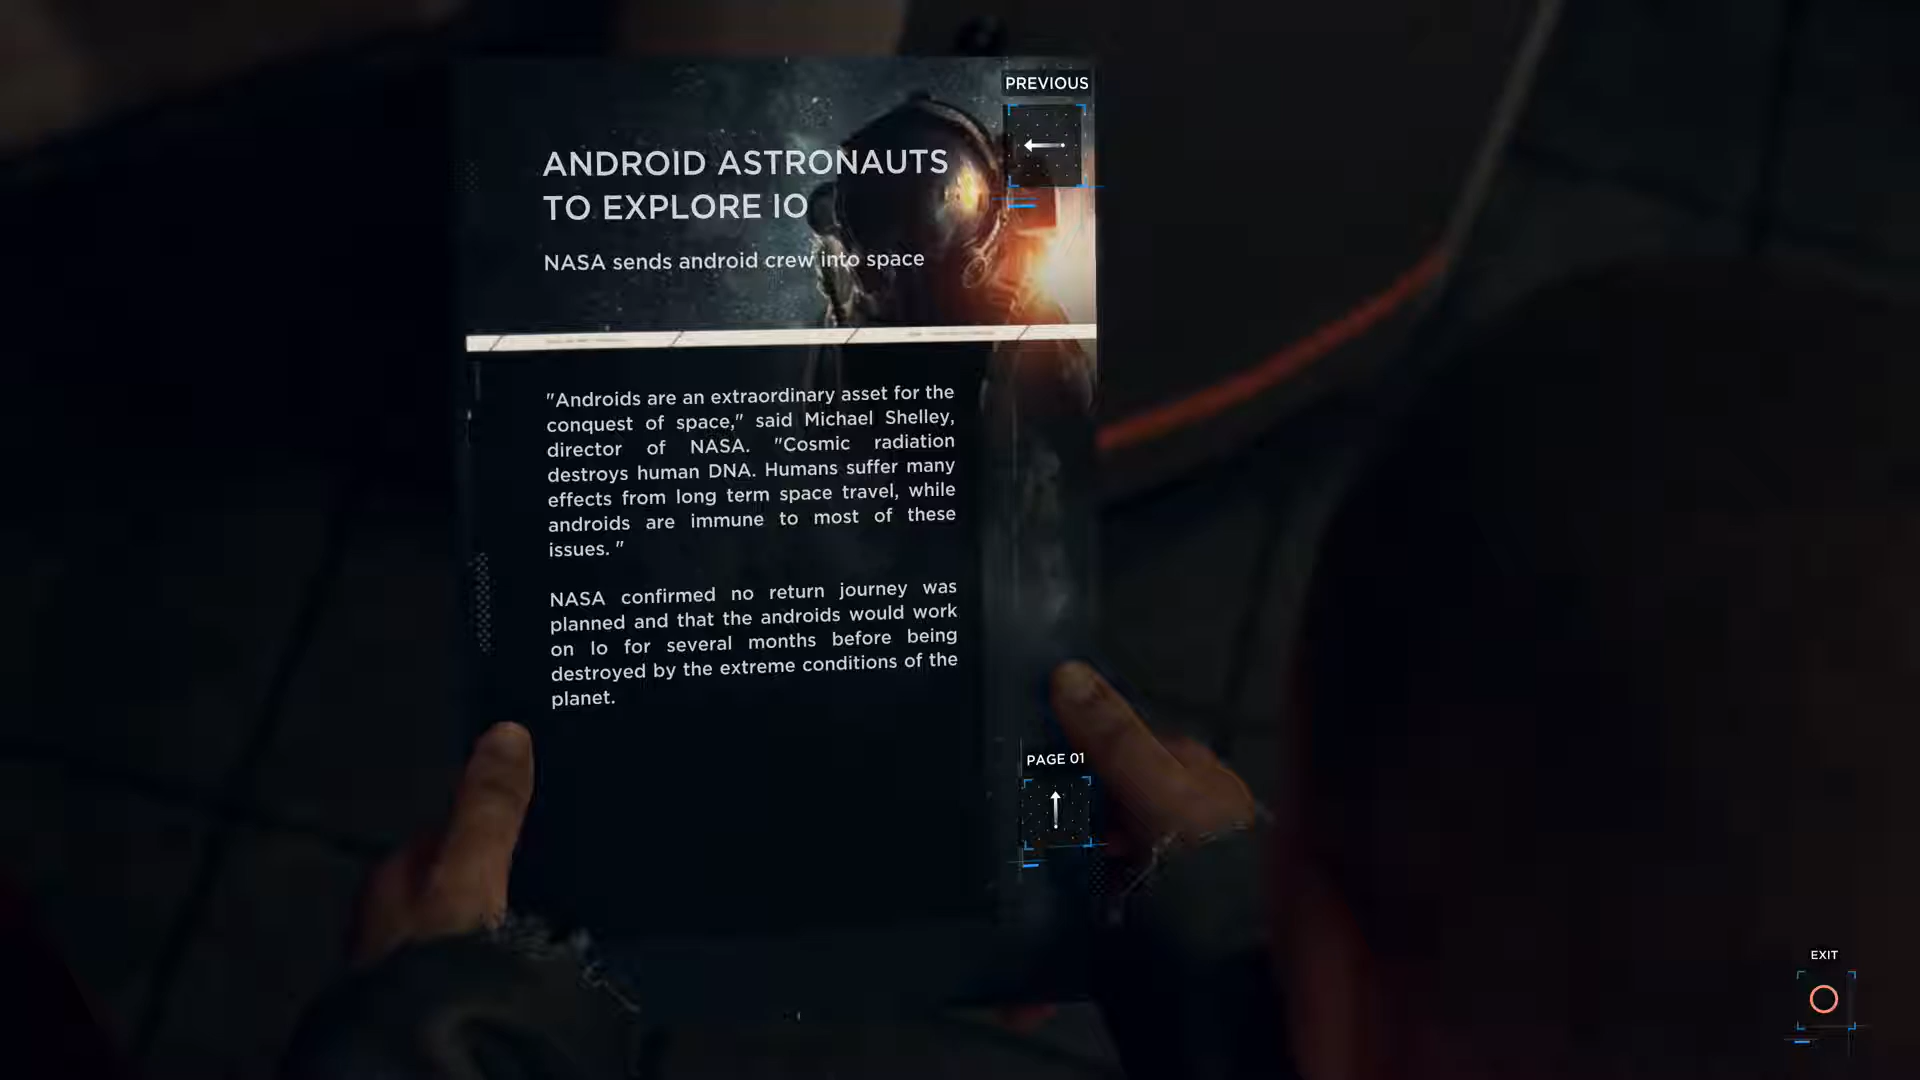 PREVIOUS
ANDROID ASTRONAUTS
TO EXPLORE IO
NASA sends android crew into space
"Androids are an extraordinary asset for the
conquest of space," said Michael Shelley,
director of NASA. "Cosmic radiation
destroys human DNA. Humans suffer many
effects from long term space travel, while
androids are immune to most of these
issues. "
NASA confirmed no return journey was
planned and that the androids would work
on Io for several months before being
destroyed by the extreme conditions of the
planet.
PAGE 01
EXIT